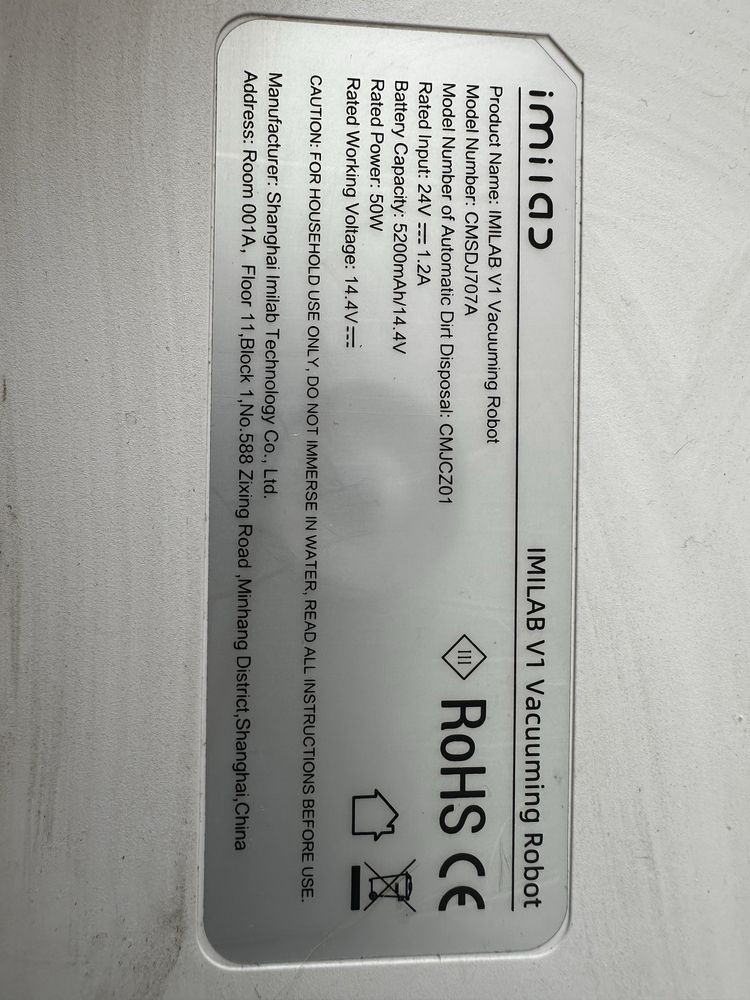 imilab
IMILAB V1 Vacuuming Robot
Product Name: IMILAB V1 Vacuuming Robot
Model Number: CMSDJ707A
Model Number of Automatic Dirt Disposal: CMJCZ01
Rated Input: 24V ⎓ 1.2A
Battery Capacity: 5200mAh/14.4V
Rated Power: 50W
Rated Working Voltage: 14.4V⎓
III RoHS CE
CAUTION: FOR HOUSEHOLD USE ONLY, DO NOT IMMERSE IN WATER, READ ALL INSTRUCTIONS BEFORE USE.
Manufacturer: Shanghai Imilab Technology Co., Ltd.
Address: Room 001A, Floor 11,Block 1,No.588 Zixing Road ,Minhang District,Shanghai,China